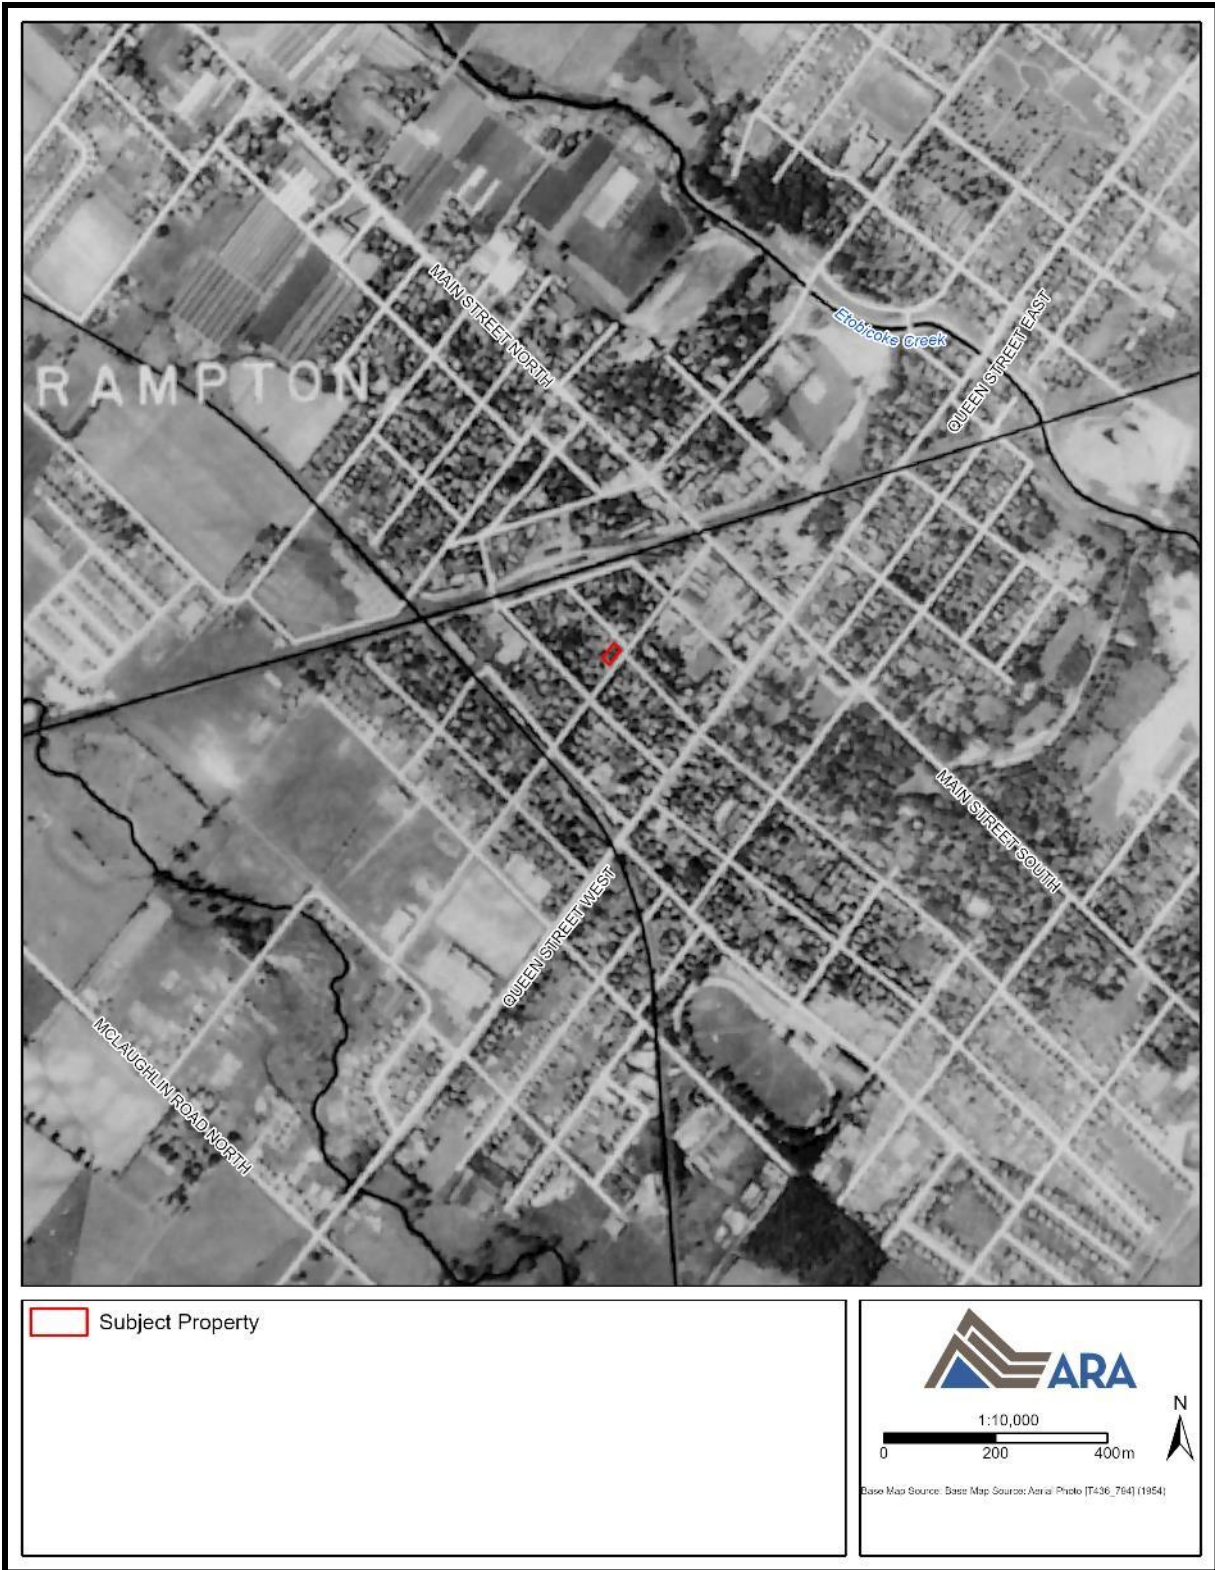 MAIN STREET NORTH
QUEEN STREET EAST
Etobicoke Creek
RAMPTON
MAIN STREET SOUTH
QUEEN STREET WEST
MCLAUGHLIN ROAD NORTH
Subject Property
ARA
N
1:10,000
0 200 400m
Base Map Source: Base Map Source: Aerial Photo [T436_794] (1954)